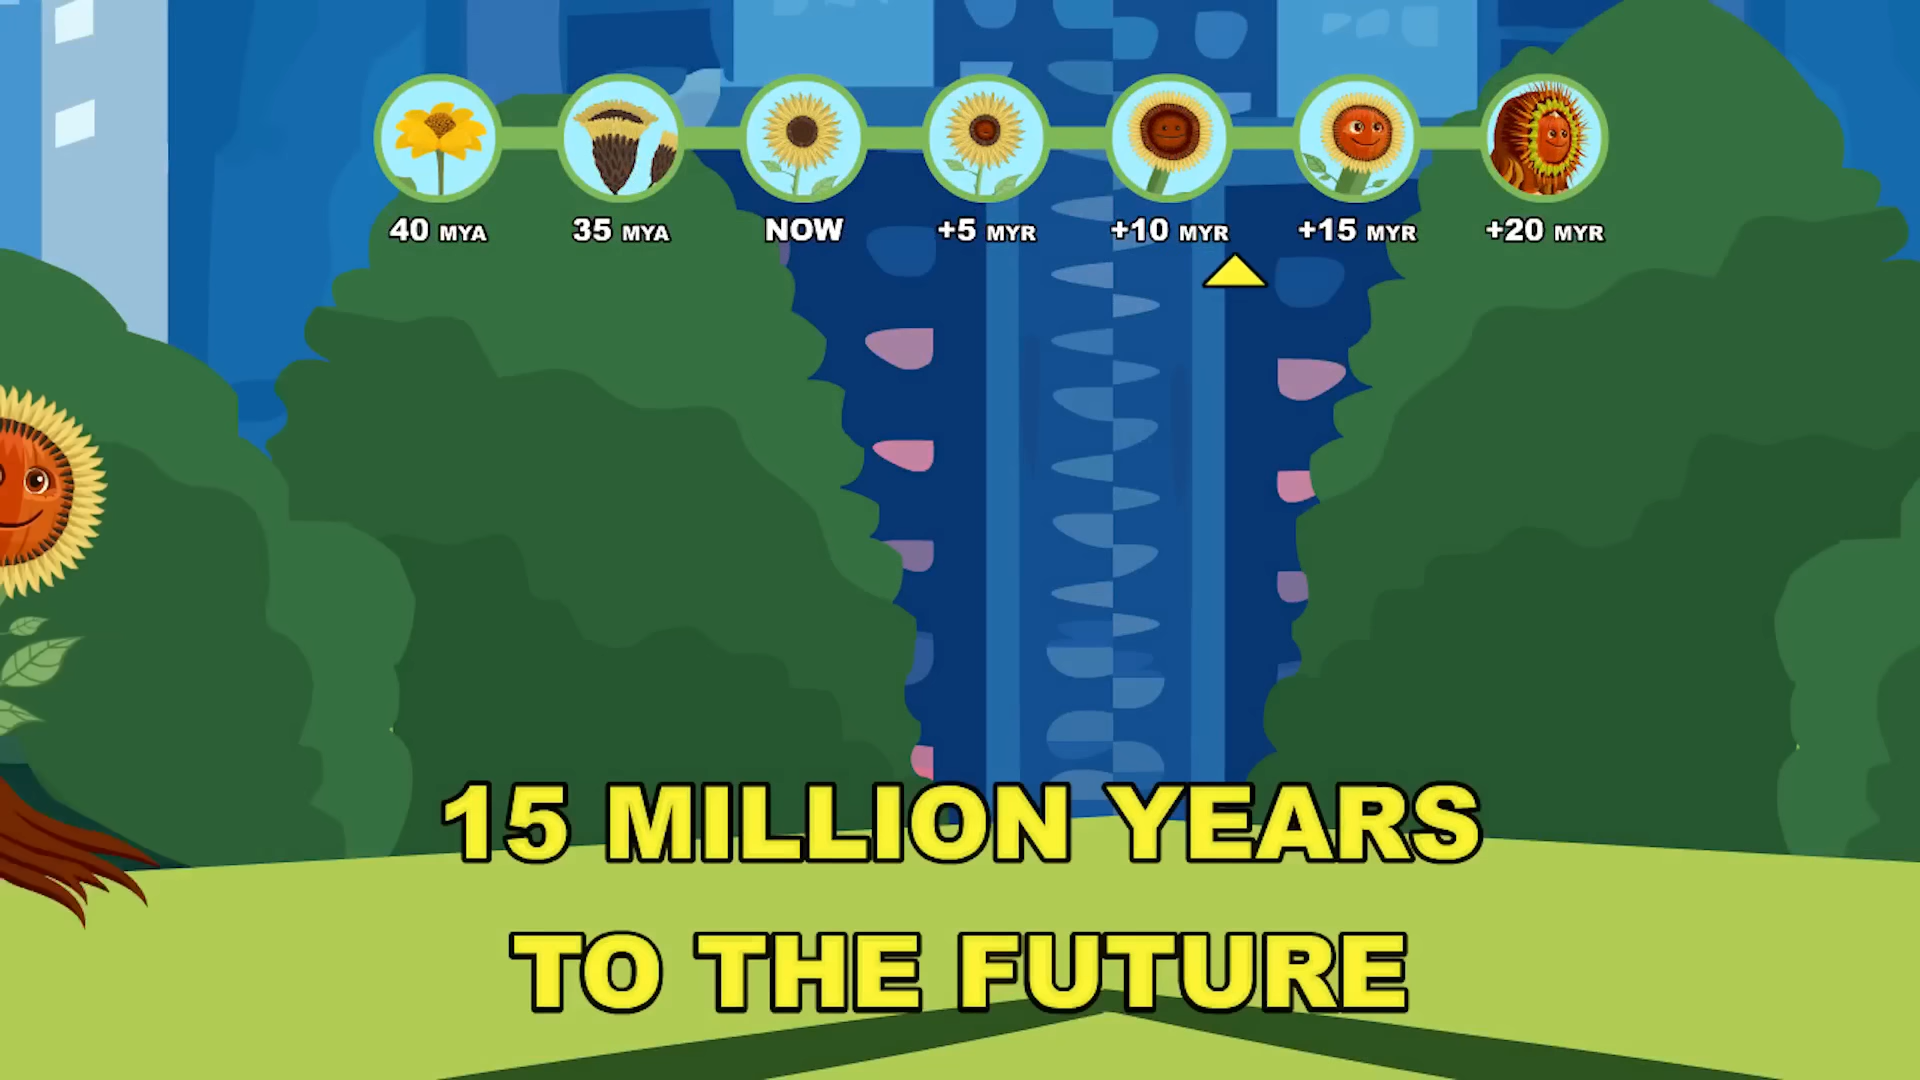 40 MYA
35 MYA
NOW
+5 MYR
+10 MYR
+15 MYR
+20 MYR
15 MILLION YEARS
TO THE FUTURE